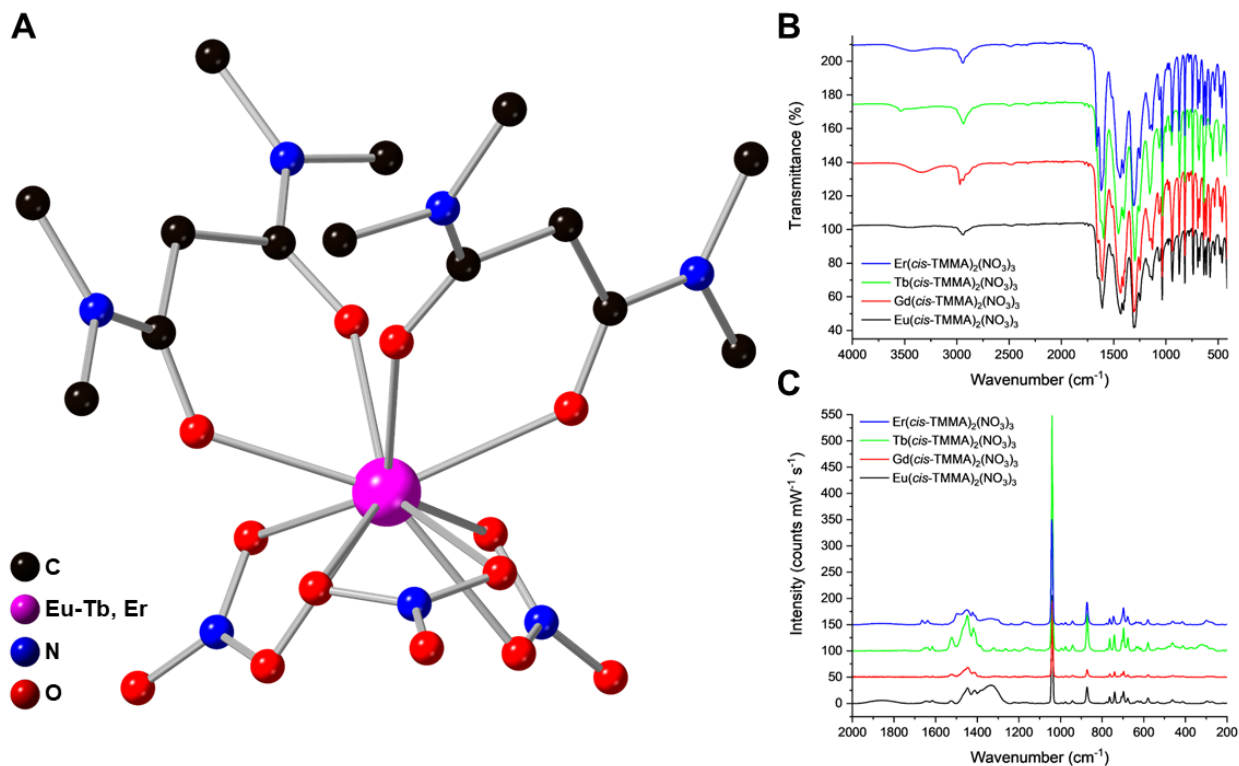 A
C
Eu-Tb, Er
N
O
B
Transmittance (%)
200
180
160
140
120
100
80
60
40
Er(cis-TMMA)₂(NO₃)₃
Tb(cis-TMMA)₂(NO₃)₃
Gd(cis-TMMA)₂(NO₃)₃
Eu(cis-TMMA)₂(NO₃)₃
4000 3500 3000 2500 2000 1500 1000 500
Wavenumber (cm⁻¹)
C
Intensity (counts mW⁻¹ s⁻¹)
550
500
450
400
350
300
250
200
150
100
50
0
Er(cis-TMMA)₂(NO₃)₃
Tb(cis-TMMA)₂(NO₃)₃
Gd(cis-TMMA)₂(NO₃)₃
Eu(cis-TMMA)₂(NO₃)₃
2000 1800 1600 1400 1200 1000 800 600 400 200
Wavenumber (cm⁻¹)